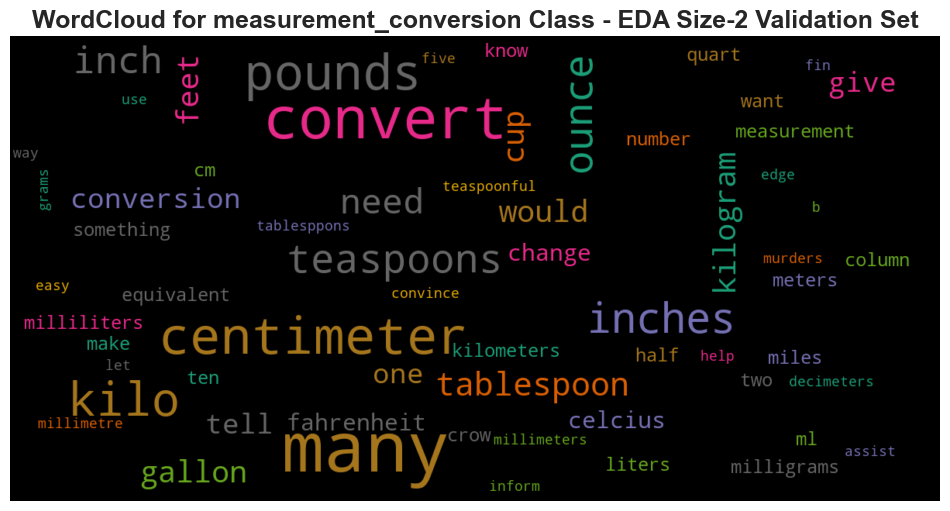 WordCloud for measurement_conversion Class - EDA Size-2 Validation Set
inch
feet
pounds
five
know
quart
fin
give
use
convert
cup
ounce
want
number
measurement
way
grams
cm
conversion
need
teaspoonful
would
kilogram
edge
b
something
tablesppons
teaspoons
change
murders
column
meters
easy
equivalent
convince
milliliters
centimeter
inches
make
kilometers
half
help
miles
let
ten
one
tablespoon
two
decimeters
kilo
millimetre
tell
fahrenheit
many
crow
millimeters
celcius
ml
assist
gallon
liters
milligrams
inform